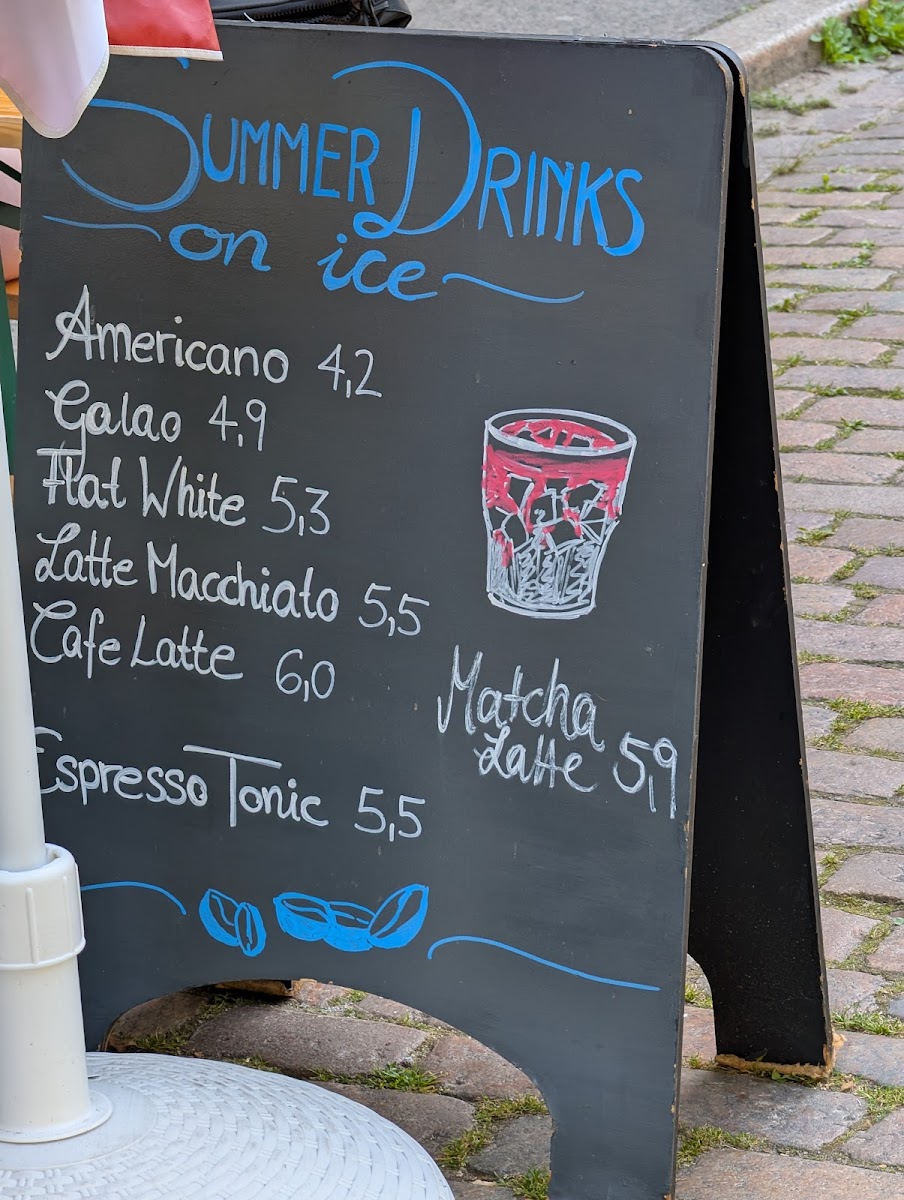 SUMMER DRINKS
on ice
Americano 4,2
Galao 4,9
Flat White 5,3
Latte Macchiato 5,5
Cafe Latte 6,0
Matcha
Latte 5,9
Espresso Tonic 5,5